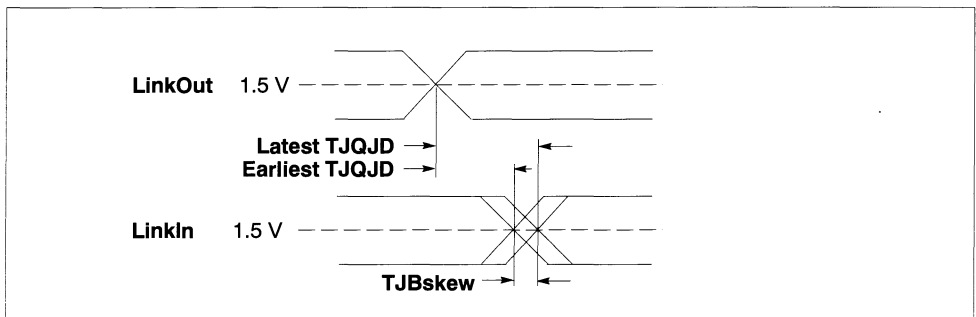 LinkOut 1.5 V
Latest TJQJD
Earliest TJQJD
LinkIn 1.5 V
TJBskew